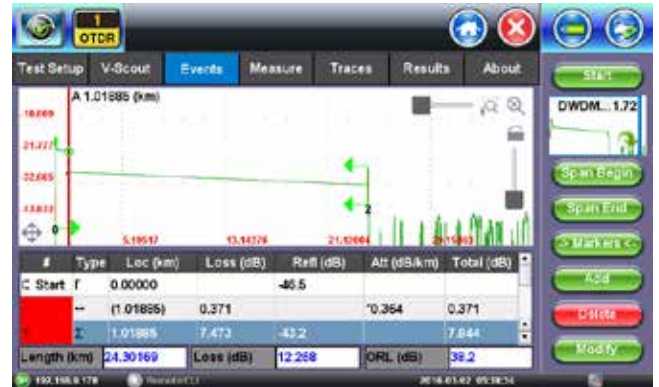 1
OTDR
Test Setup V-Scout Events Measure Traces Results About
Start
A 1.01885 (km)
DWDM...1.72
Span Begin
Span End
2
> Markers <
# Type Loc (km) Loss (dB) Refl (dB) Att (dB/km) Total (dB)
Start 0.00000 -46.5
Add
-- (1.01885) 0.371 *0.364 0.371
Delete
Σ 1.01885 7.473 -43.2 7.844
Modify
Length (km) 24.30169 Loss (dB) 12.258 ORL (dB) 38.2